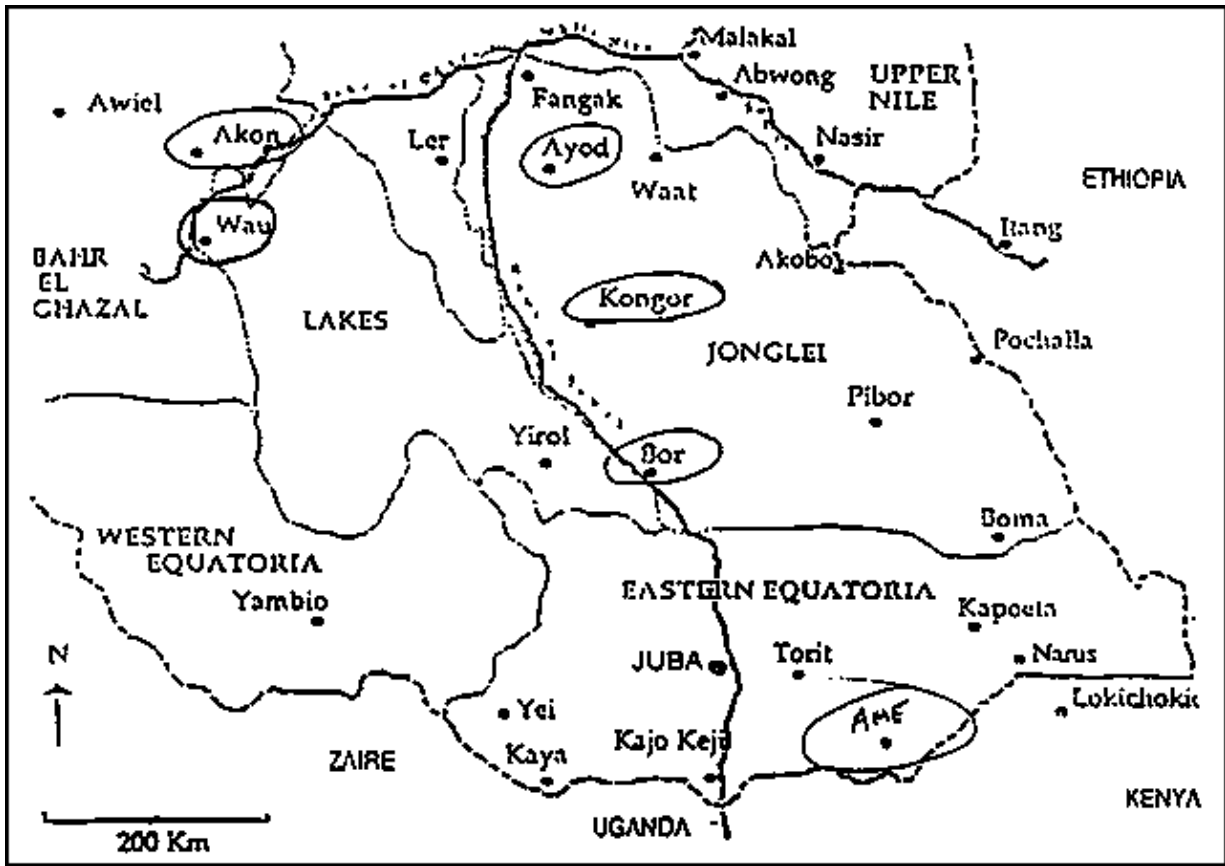 Malakal
Abwong
UPPER
NILE
Fangak
Awiel
Akon
Ler
Ayod
Waat
Nasir
ETHIOPIA
Wau
Itang
BAHR
EL
GHAZAL
Akobo
Kongor
LAKES
JONGLEI
Pochalla
Pibor
Yirol
Bor
Boma
WESTERN
EQUATORIA
EASTERN EQUATORIA
Yambio
Kapoeta
N
JUBA
Torit
Narus
Lokichokio
AME
Yei
Kaya
Kajo Keji
ZAIRE
KENYA
200 Km
UGANDA